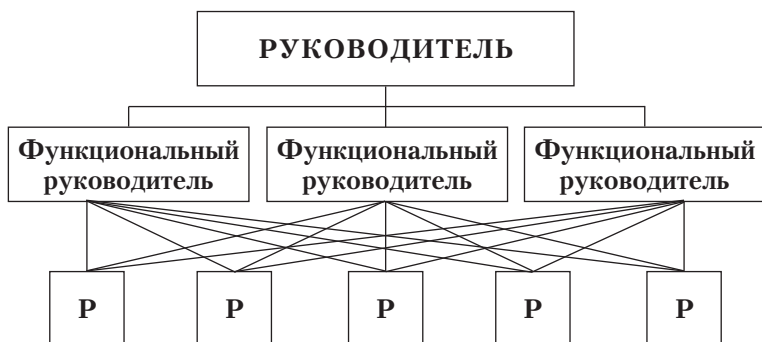 РУКОВОДИТЕЛЬ
Функциональный
руководитель
Функциональный
руководитель
Функциональный
руководитель
Р
Р
Р
Р
Р